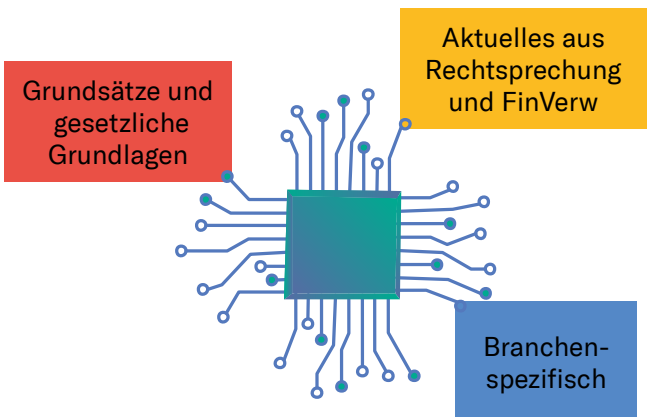 Grundsätze und
gesetzliche
Grundlagen
Aktuelles aus
Rechtsprechung
und FinVerw
Branchen-
spezifisch